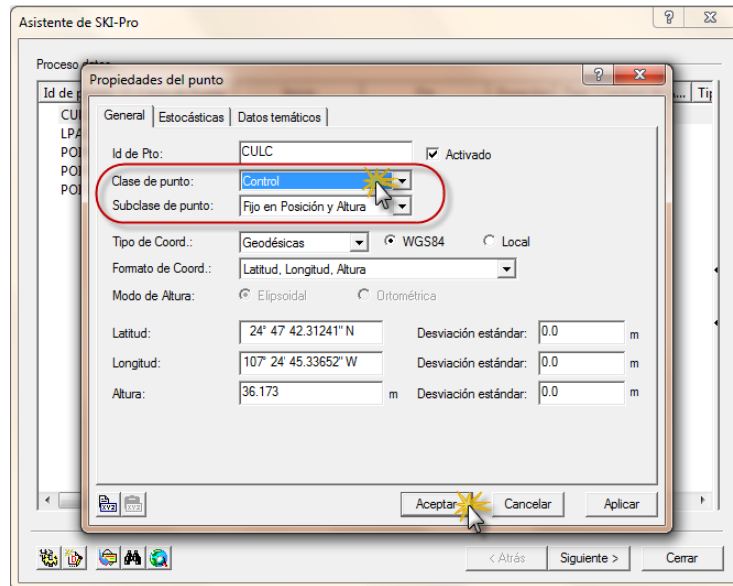 Asistente de SKI-Pro
Proceso datos
Propiedades del punto
Id de p
Tip
CUL
LPA
POI
POI
POI
General Estocásticas Datos temáticos
Id de Pto: CULC Activado
Clase de punto: Control
Subclase de punto: Fijo en Posición y Altura
Tipo de Coord.: Geodésicas WGS84 Local
Formato de Coord.: Latitud, Longitud, Altura
Modo de Altura: Elipsoidal Ortométrica
Latitud: 24° 47' 42.31241" N Desviación estándar: 0.0 m
Longitud: 107° 24' 45.33652" W Desviación estándar: 0.0 m
Altura: 36.173 m Desviación estándar: 0.0 m
XYZ XYZ Aceptar Cancelar Aplicar
< Atrás Siguiente > Cerrar